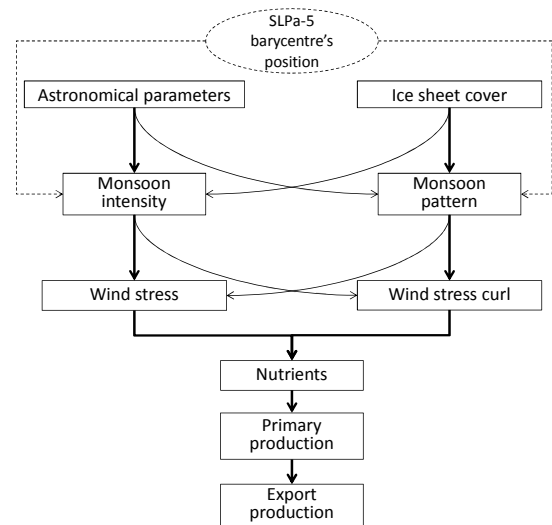 SLPa-5
barycentre’s
position
Astronomical parameters
Ice sheet cover
Monsoon
intensity
Monsoon
pattern
Wind stress
Wind stress curl
Nutrients
Primary
production
Export
production